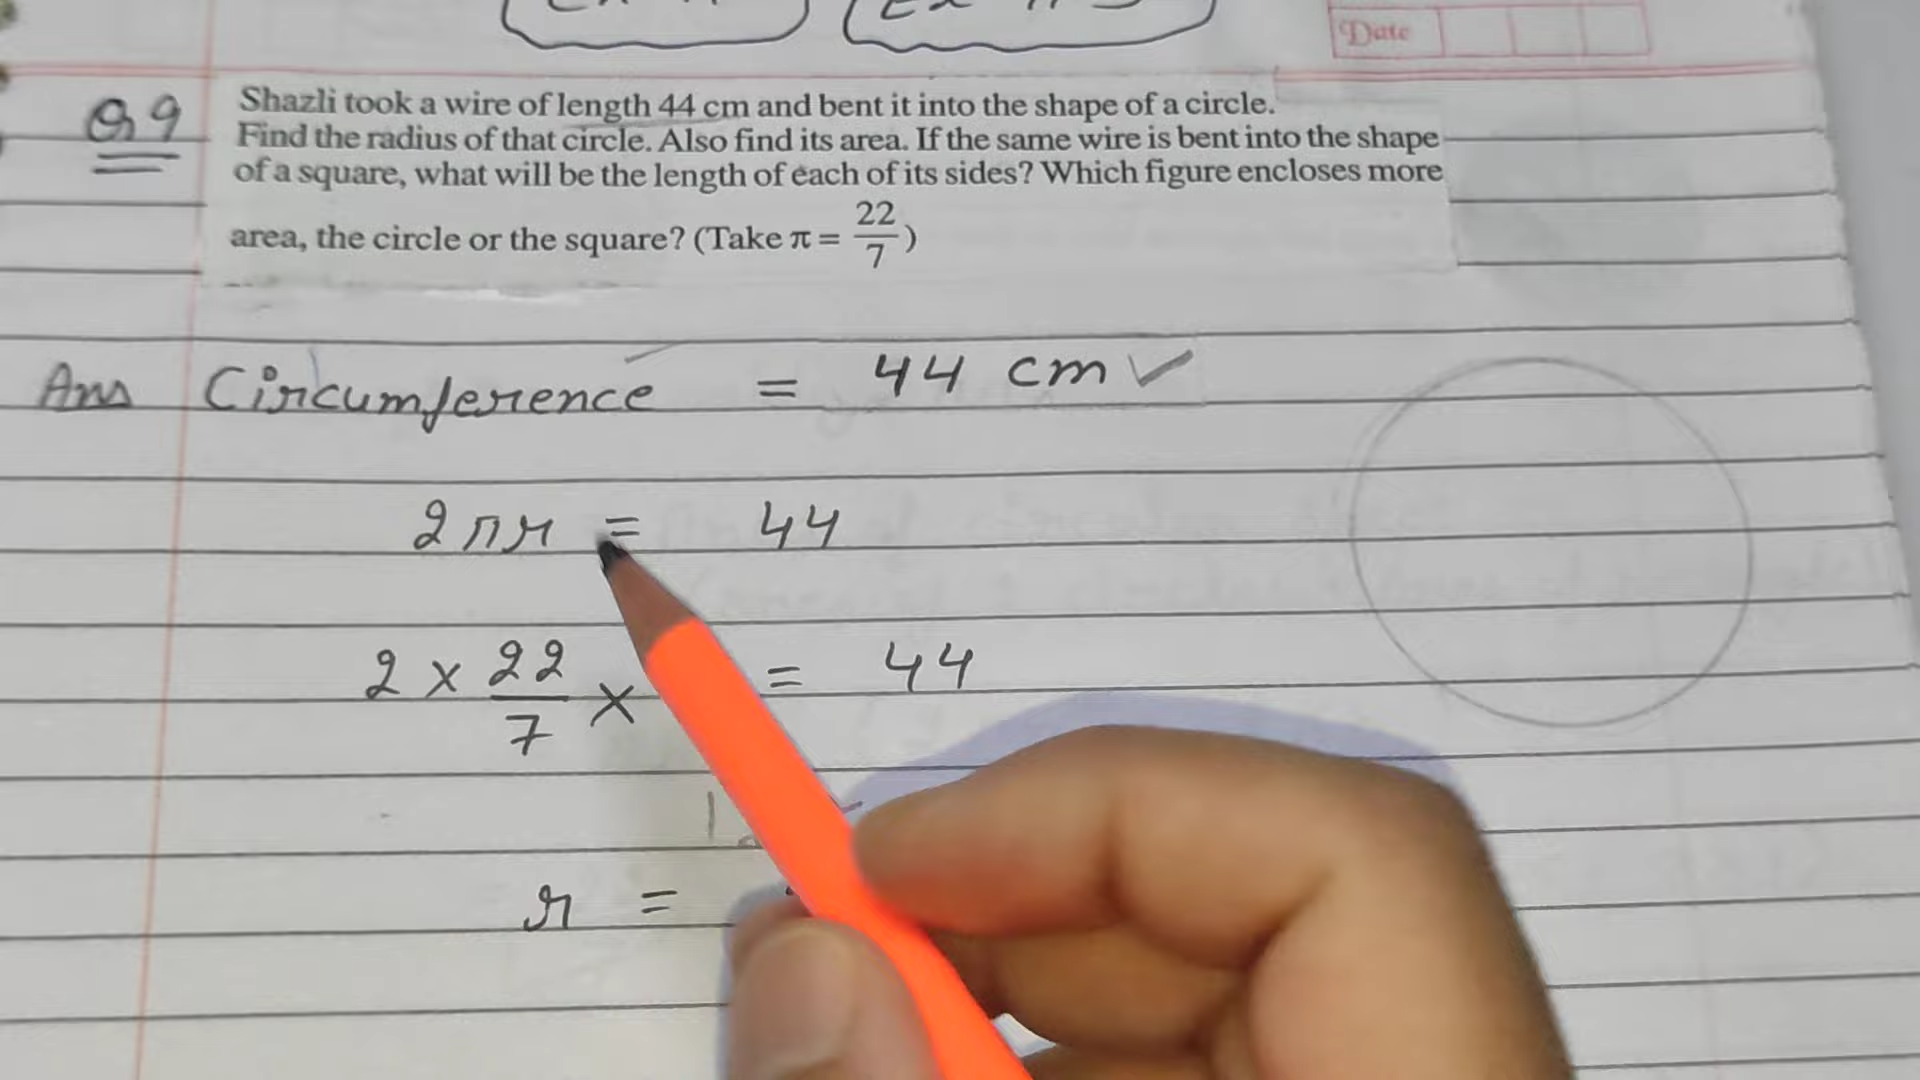 Date
Q9
Shazli took a wire of length 44 cm and bent it into the shape of a circle.
Find the radius of that circle. Also find its area. If the same wire is bent into the shape
of a square, what will be the length of each of its sides? Which figure encloses more
area, the circle or the square? (Take π = 22/7)
Ans Circumference = 44 cm ✓
2πr = 44
2 × 22/7 × = 44
r =